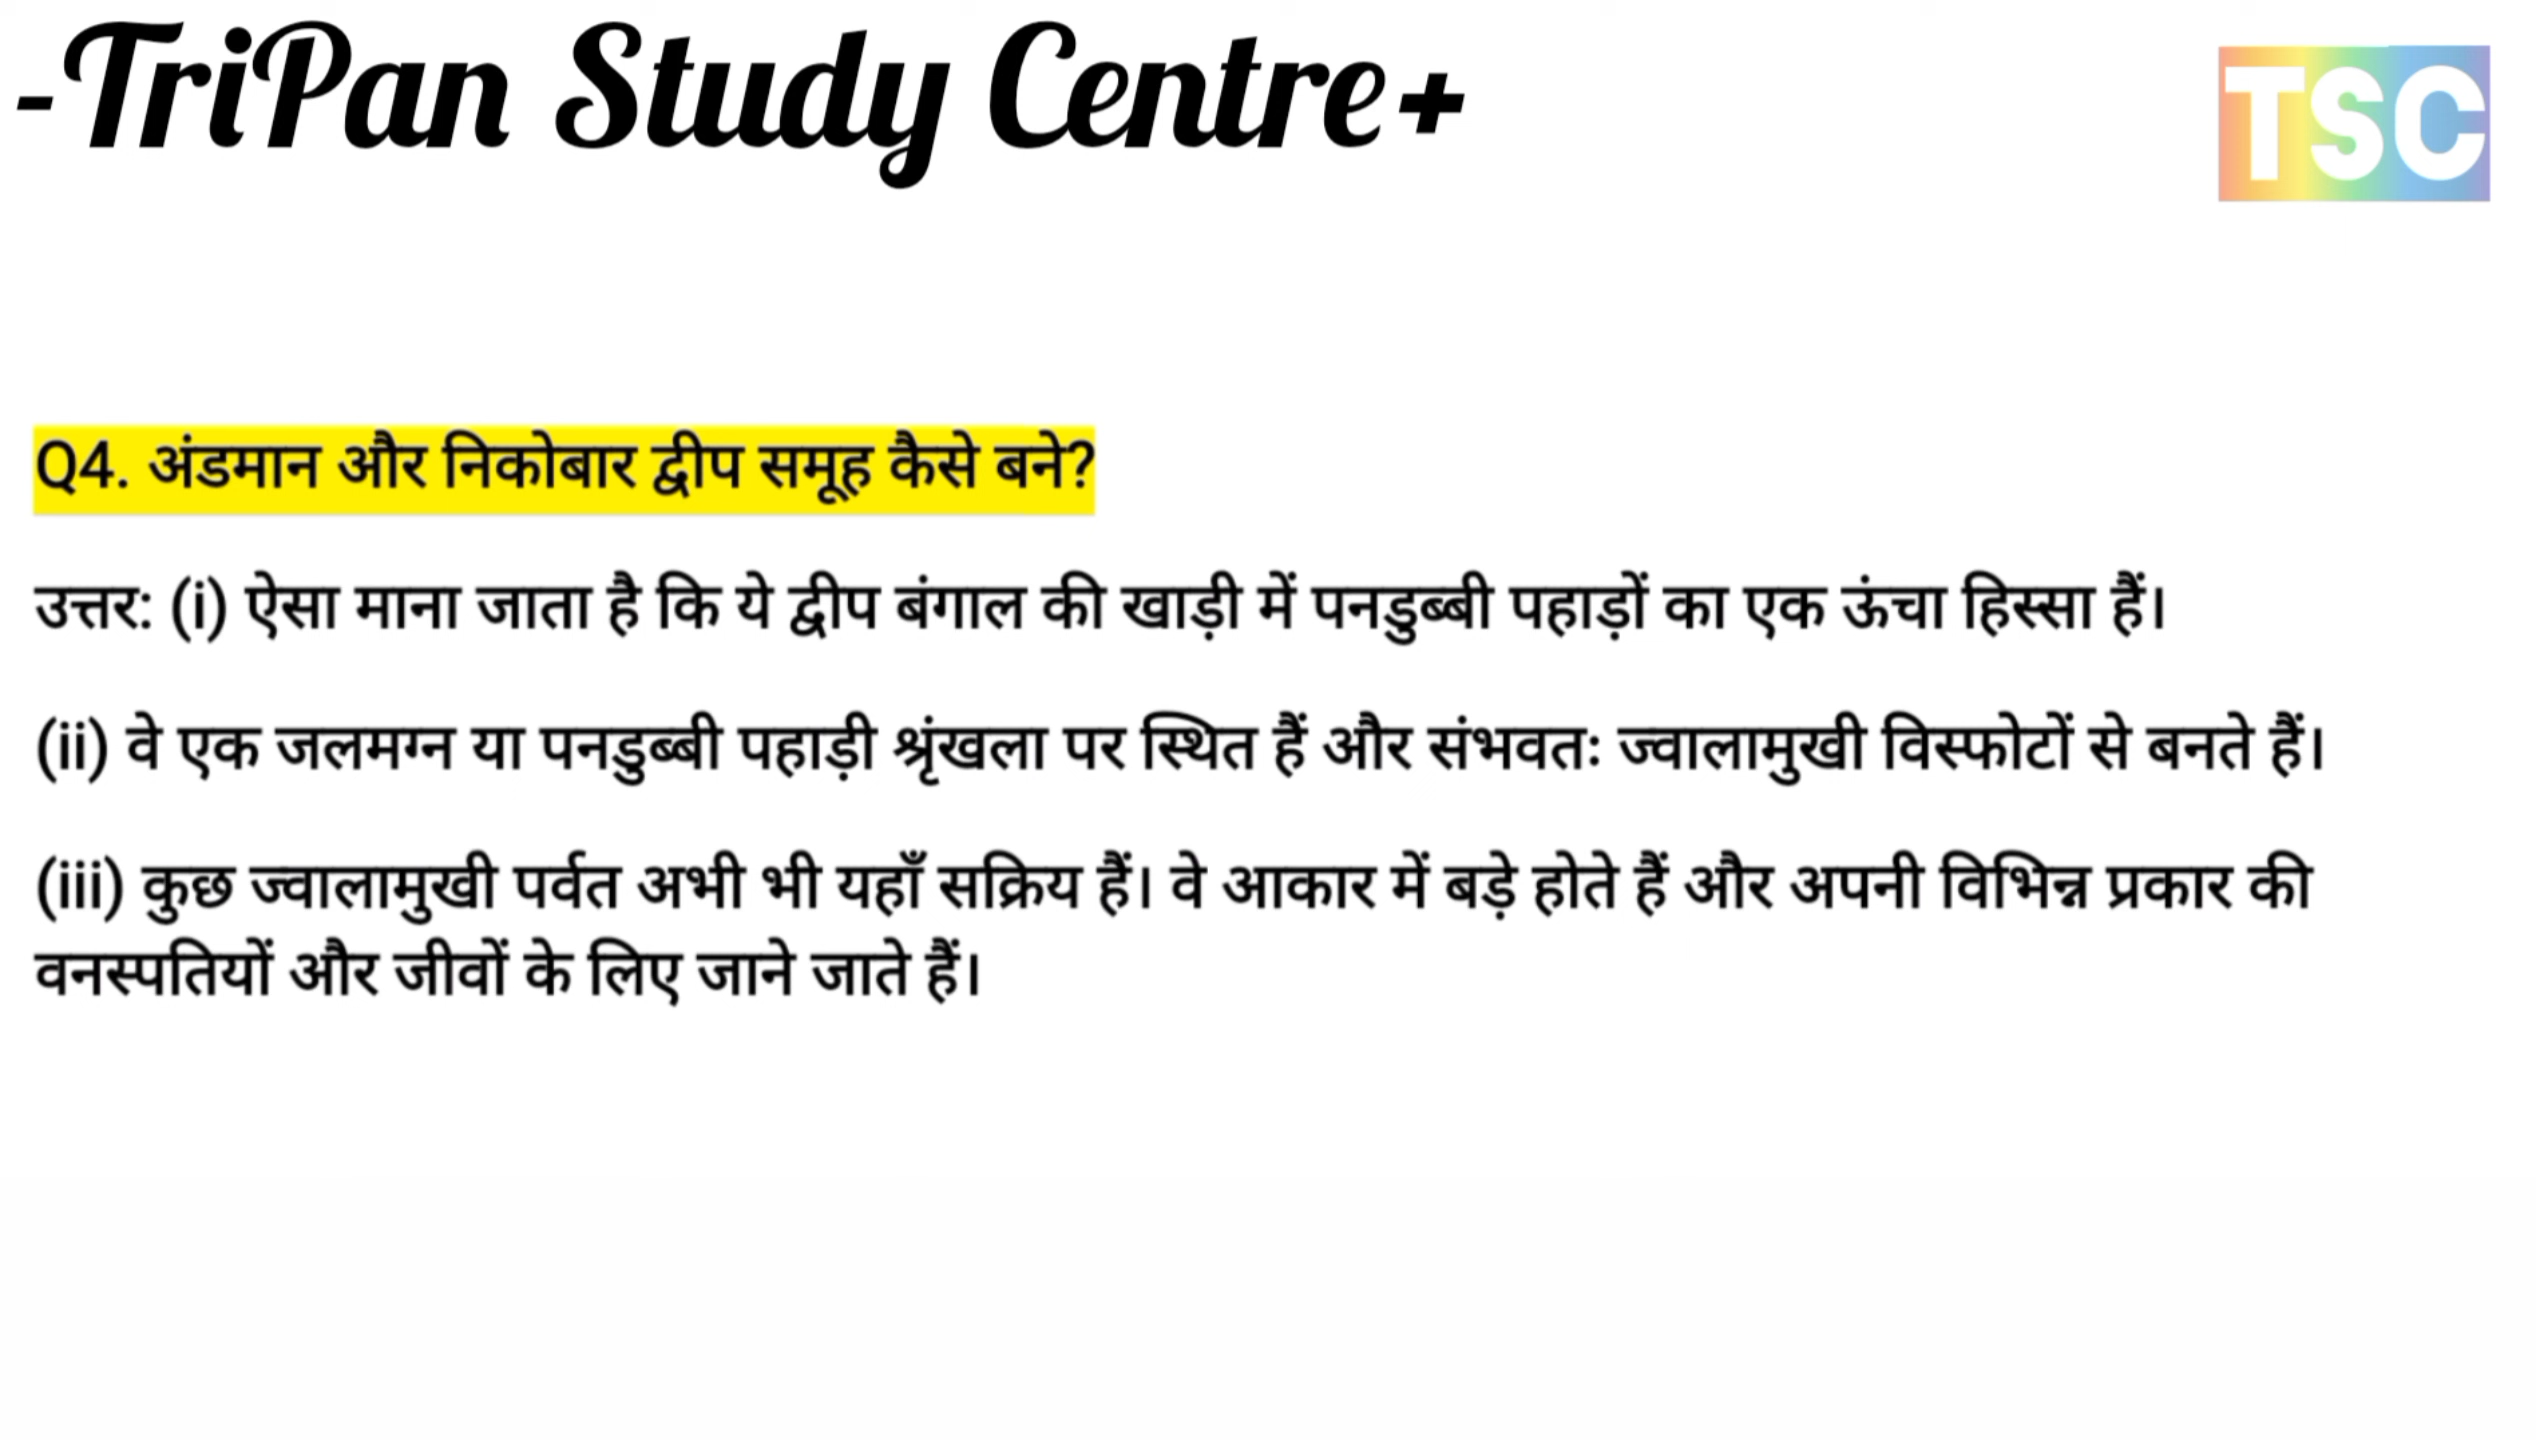 -TriPan Study Centre+
TSC
Q4. अंडमान और निकोबार द्वीप समूह कैसे बने?
उत्तर: (i) ऐसा माना जाता है कि ये द्वीप बंगाल की खाड़ी में पनडुब्बी पहाड़ों का एक ऊंचा हिस्सा हैं।
(ii) वे एक जलमग्न या पनडुब्बी पहाड़ी श्रृंखला पर स्थित हैं और संभवतः ज्वालामुखी विस्फोटों से बनते हैं।
(iii) कुछ ज्वालामुखी पर्वत अभी भी यहाँ सक्रिय हैं। वे आकार में बड़े होते हैं और अपनी विभिन्न प्रकार की
वनस्पतियों और जीवों के लिए जाने जाते हैं।